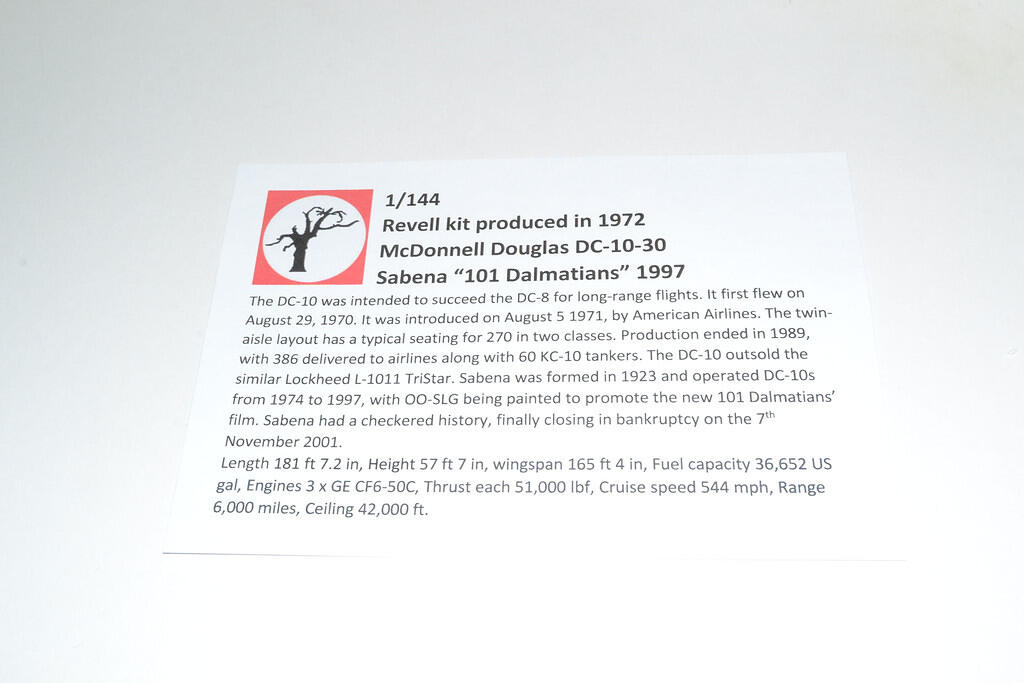 1/144
Revell kit produced in 1972
McDonnell Douglas DC-10-30
Sabena “101 Dalmatians” 1997
The DC-10 was intended to succeed the DC-8 for long-range flights. It first flew on
August 29, 1970. It was introduced on August 5 1971, by American Airlines. The twin-
aisle layout has a typical seating for 270 in two classes. Production ended in 1989,
with 386 delivered to airlines along with 60 KC-10 tankers. The DC-10 outsold the
similar Lockheed L-1011 TriStar. Sabena was formed in 1923 and operated DC-10s
from 1974 to 1997, with OO-SLG being painted to promote the new 101 Dalmatians’
film. Sabena had a checkered history, finally closing in bankruptcy on the 7th
November 2001.
Length 181 ft 7.2 in, Height 57 ft 7 in, wingspan 165 ft 4 in, Fuel capacity 36,652 US
gal, Engines 3 x GE CF6-50C, Thrust each 51,000 lbf, Cruise speed 544 mph, Range
6,000 miles, Ceiling 42,000 ft.